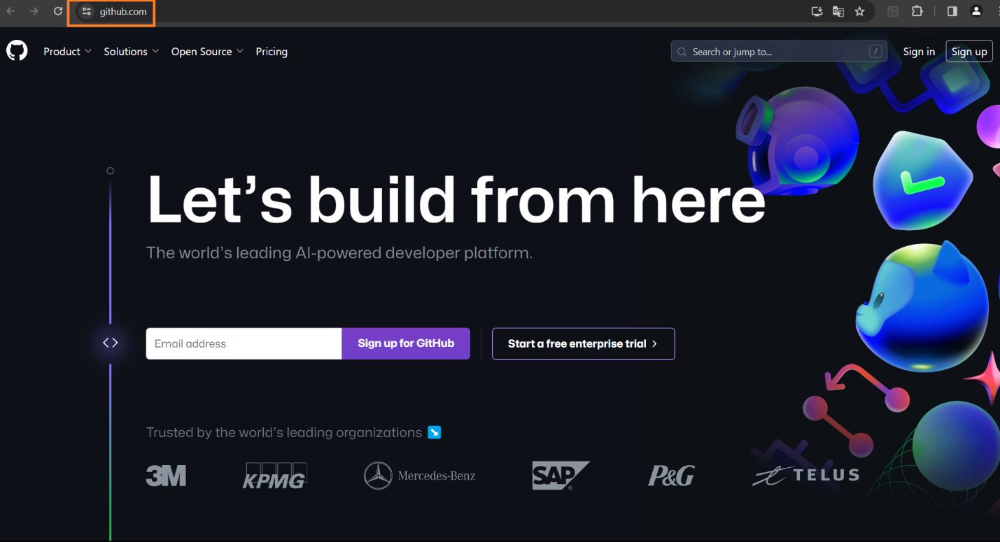 github.com
Product Solutions Open Source Pricing
Search or jump to... /
Sign in
Sign up
Let’s build from here
The world’s leading AI-powered developer platform.
Email address
Sign up for GitHub
Start a free enterprise trial
Trusted by the world’s leading organizations
3M
KPMG
Mercedes-Benz
SAP®
P&G
TELUS